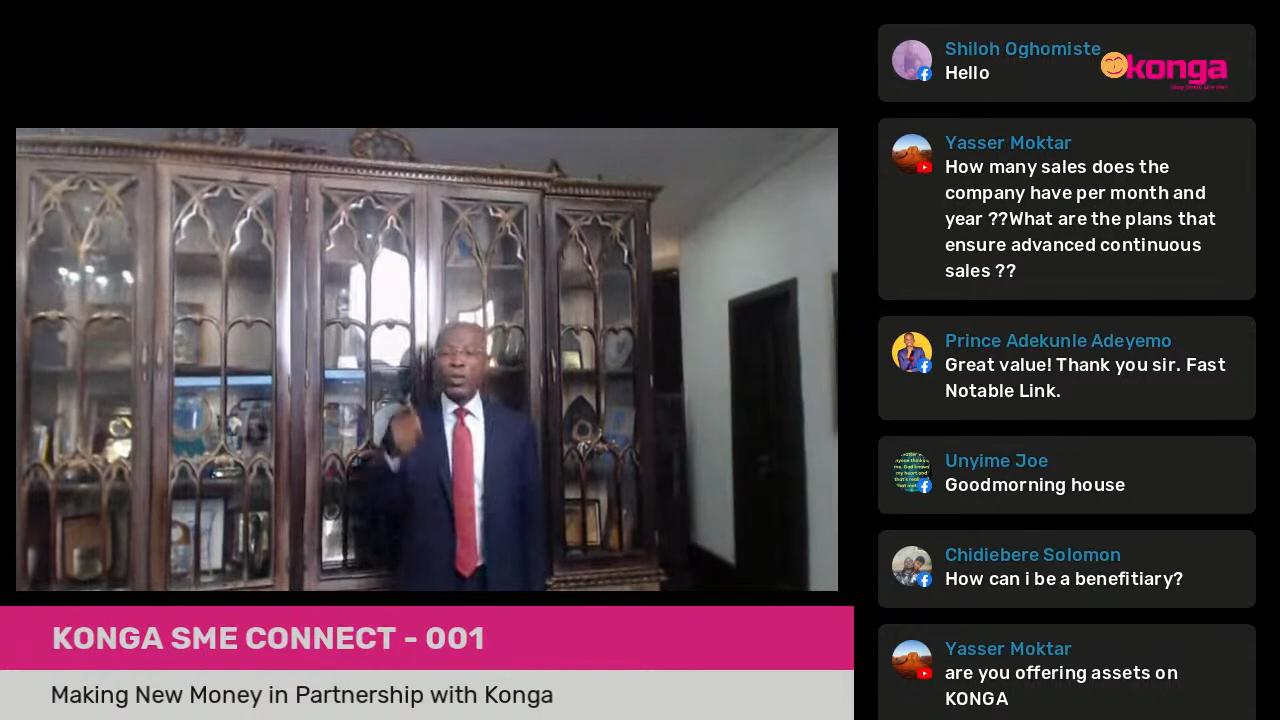 Shiloh Oghomiste
Hello
konga
Yasser Moktar
How many sales does the
company have per month and
year ??What are the plans that
ensure advanced continuous
sales ??
Prince Adekunle Adeyemo
Great value! Thank you sir. Fast
Notable Link.
Unyime Joe
Goodmorning house
Chidiebere Solomon
How can i be a benefitiary?
Yasser Moktar
are you offering assets on
KONGA
KONGA SME CONNECT - 001
Making New Money in Partnership with Konga